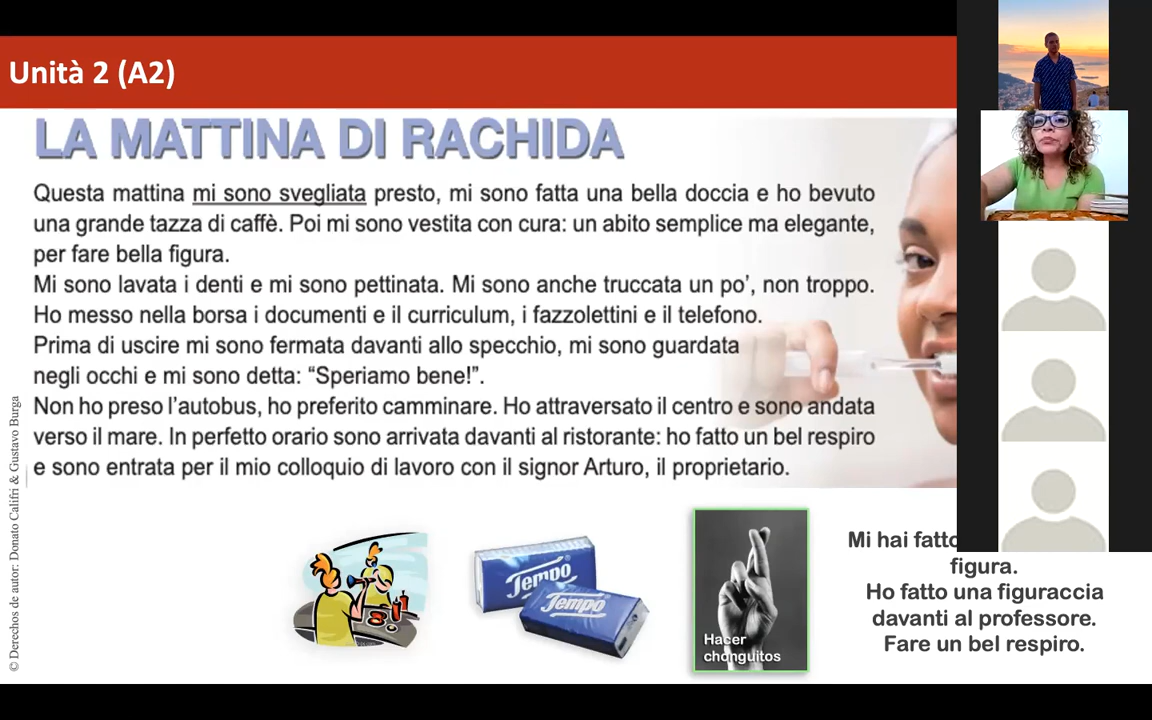 Unità 2 (A2)
LA MATTINA DI RACHIDA
Questa mattina mi sono svegliata presto, mi sono fatta una bella doccia e ho bevuto
una grande tazza di caffè. Poi mi sono vestita con cura: un abito semplice ma elegante,
per fare bella figura.
Mi sono lavata i denti e mi sono pettinata. Mi sono anche truccata un po’, non troppo.
Ho messo nella borsa i documenti e il curriculum, i fazzolettini e il telefono.
Prima di uscire mi sono fermata davanti allo specchio, mi sono guardata
negli occhi e mi sono detta: “Speriamo bene!”.
Non ho preso l’autobus, ho preferito camminare. Ho attraversato il centro e sono andata
verso il mare. In perfetto orario sono arrivata davanti al ristorante: ho fatto un bel respiro
e sono entrata per il mio colloquio di lavoro con il signor Arturo, il proprietario.
© Derechos de autor: Donato Califri & Gustavo Burga
Tempo
Tempo
Hacer
chonguitos
Mi hai fatto
figura.
Ho fatto una figuraccia
davanti al professore.
Fare un bel respiro.